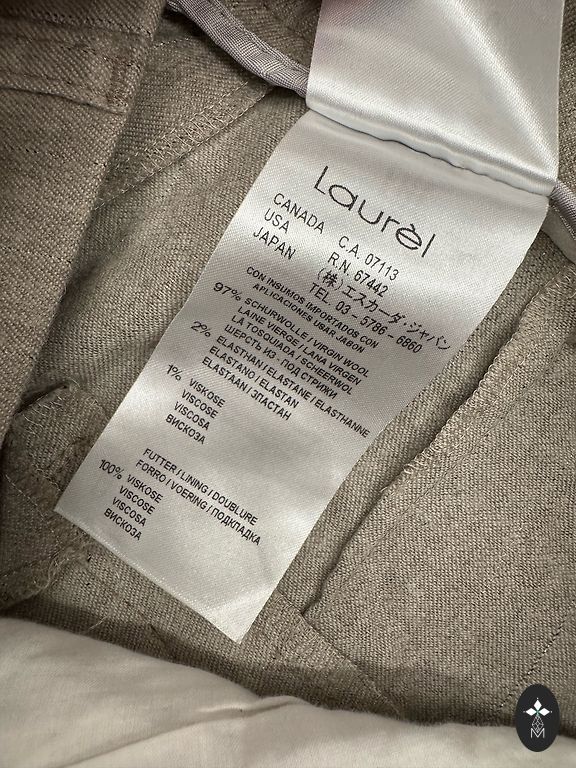 Laurèl
CANADA C.A. 07113
USA R.N. 67442
JAPAN (株)エスカーダ・ジャパン
TEL. 03 - 5786 - 6860
CON INSUMOS IMPORTADOS CON
APLICACIONES USAR JABON
97% SCHURWOLLE / VIRGIN WOOL
LAINE VIERGE / LANA VIRGEN
LA TOSQUIADA / SCHEERWOL
ШЕРСТЬ ИЗ - ПОД СТРИЖКИ
2% ELASTHAN / ELASTANE / ELASTHANNE
ELASTANO / ELASTAN
ELASTAAN / ЭЛАСТАН
1% VISKOSE
VISCOSE
VISCOSA
ВИСКОЗА
FUTTER / LINING / DOUBLURE
FORRO / VOERING / ПОДКЛАДКА
100% VISKOSE
VISCOSE
VISCOSA
ВИСКОЗА
M